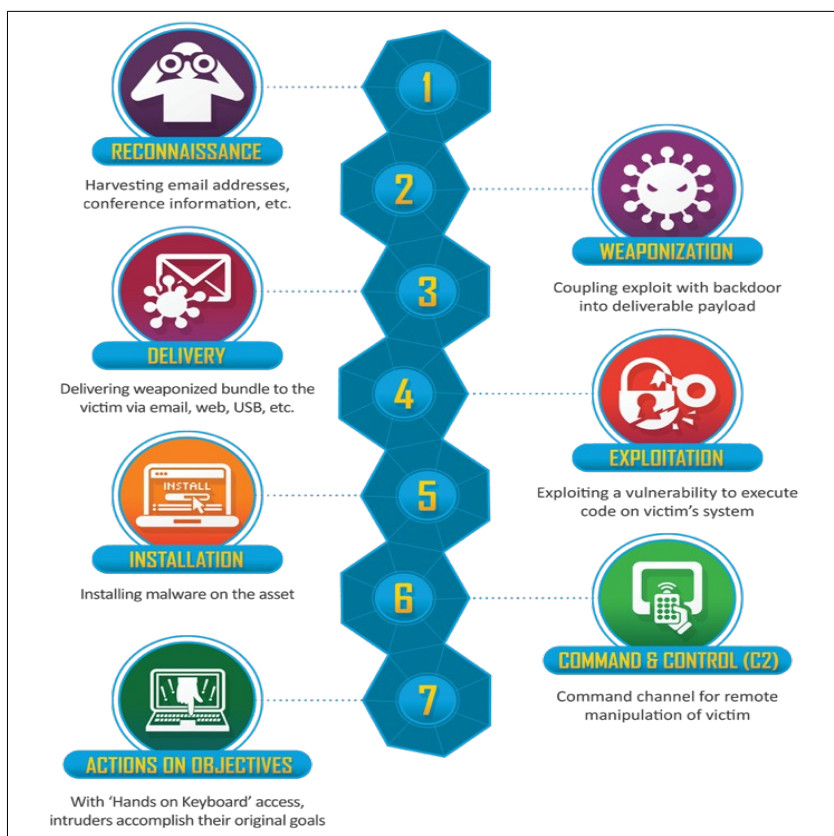 1
RECONNAISSANCE
Harvesting email addresses,
conference information, etc.
2
WEAPONIZATION
Coupling exploit with backdoor
into deliverable payload
3
DELIVERY
Delivering weaponized bundle to the
victim via email, web, USB, etc.
4
EXPLOITATION
Exploiting a vulnerability to execute
code on victim's system
5
INSTALL
INSTALLATION
Installing malware on the asset
6
COMMAND & CONTROL (C2)
Command channel for remote
manipulation of victim
7
ACTIONS ON OBJECTIVES
With 'Hands on Keyboard' access,
intruders accomplish their original goals